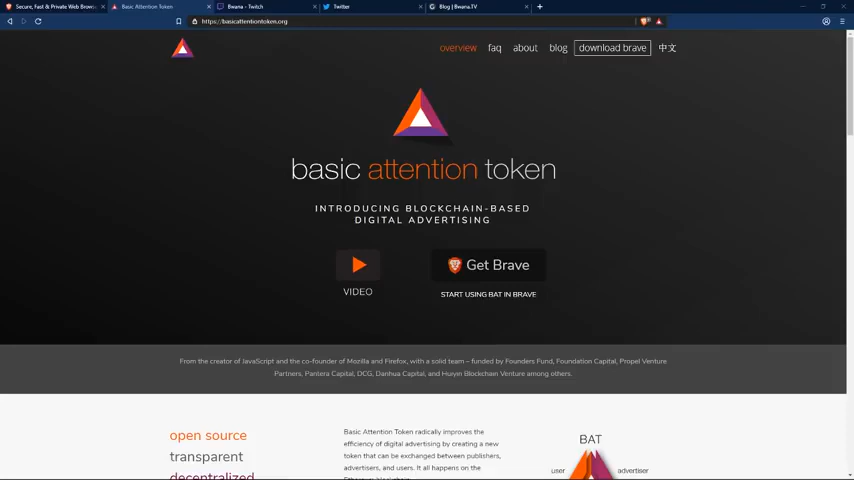 Secure, Fast & Private Web Brows
Basic Attention Token
Bwana - Twitch
Twitter
Blog | Bwana.TV
https://basicattentiontoken.org
overview
faq
about
blog
download brave
中文
basic attention token
INTRODUCING BLOCKCHAIN-BASED
DIGITAL ADVERTISING
VIDEO
Get Brave
START USING BAT IN BRAVE
From the creator of JavaScript and the co-founder of Mozilla and Firefox, with a solid team – funded by Founders Fund, Foundation Capital, Propel Venture
Partners, Pantera Capital, DCG, Danhua Capital, and Huiyin Blockchain Venture among others.
open source
transparent
decentralized
Basic Attention Token radically improves the
efficiency of digital advertising by creating a new
token that can be exchanged between publishers,
advertisers, and users. It all happens on the
BAT
user
advertiser